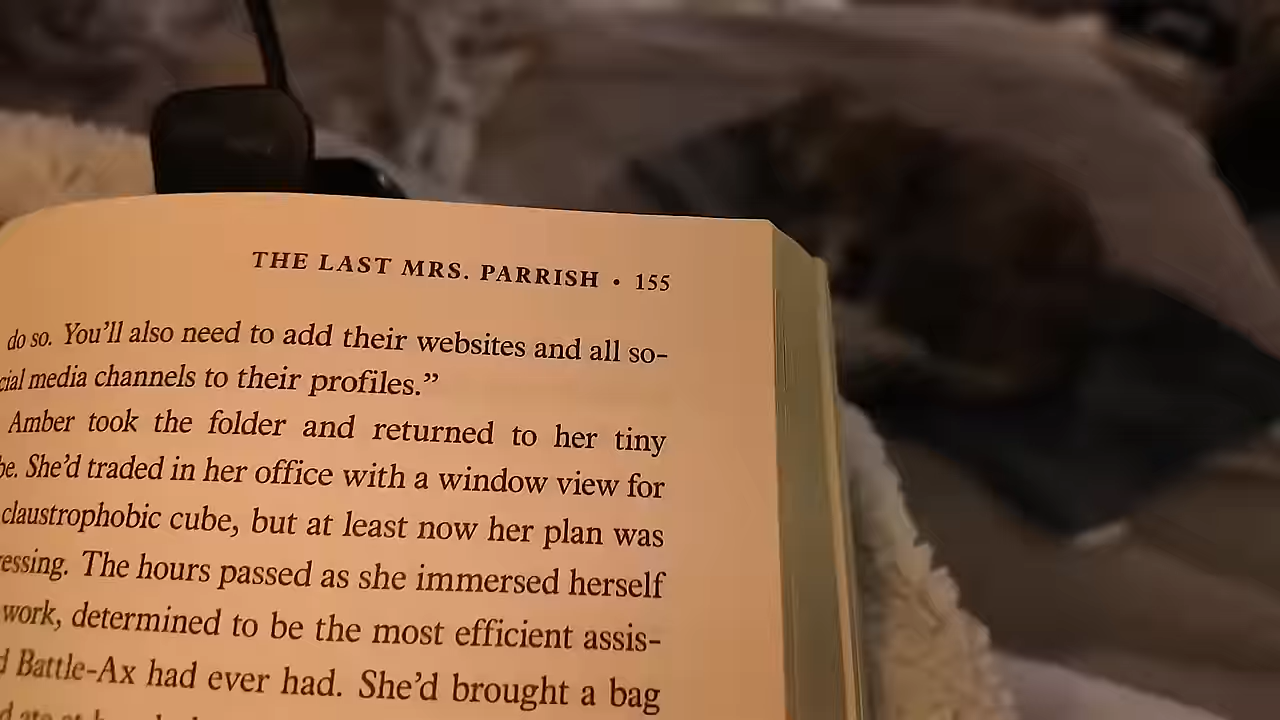 THE LAST MRS. PARRISH • 155
do so. You'll also need to add their websites and all so-
cial media channels to their profiles.”
Amber took the folder and returned to her tiny
be. She'd traded in her office with a window view for
claustrophobic cube, but at least now her plan was
essing. The hours passed as she immersed herself
work, determined to be the most efficient assis-
d Battle-Ax had ever had. She'd brought a bag